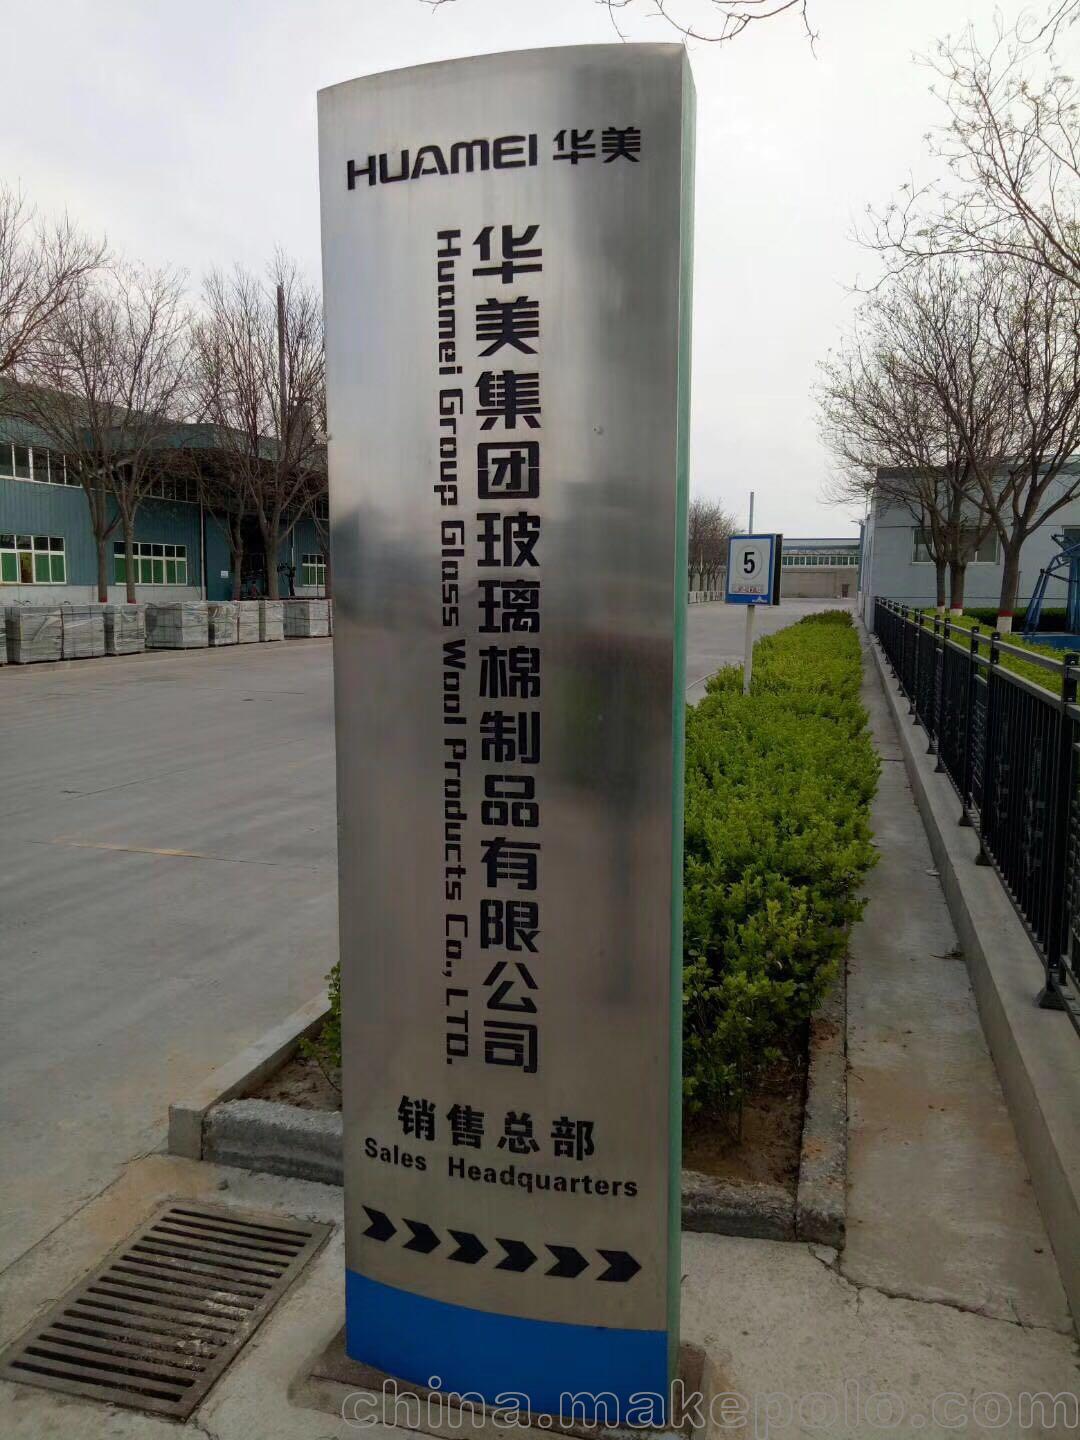 HUAMEI 华美
华美集团玻璃棉制品有限公司
Huamei Group Glass Wool Products Co., LTD.
销售总部
Sales Headquarters
5
china.makepolo.com